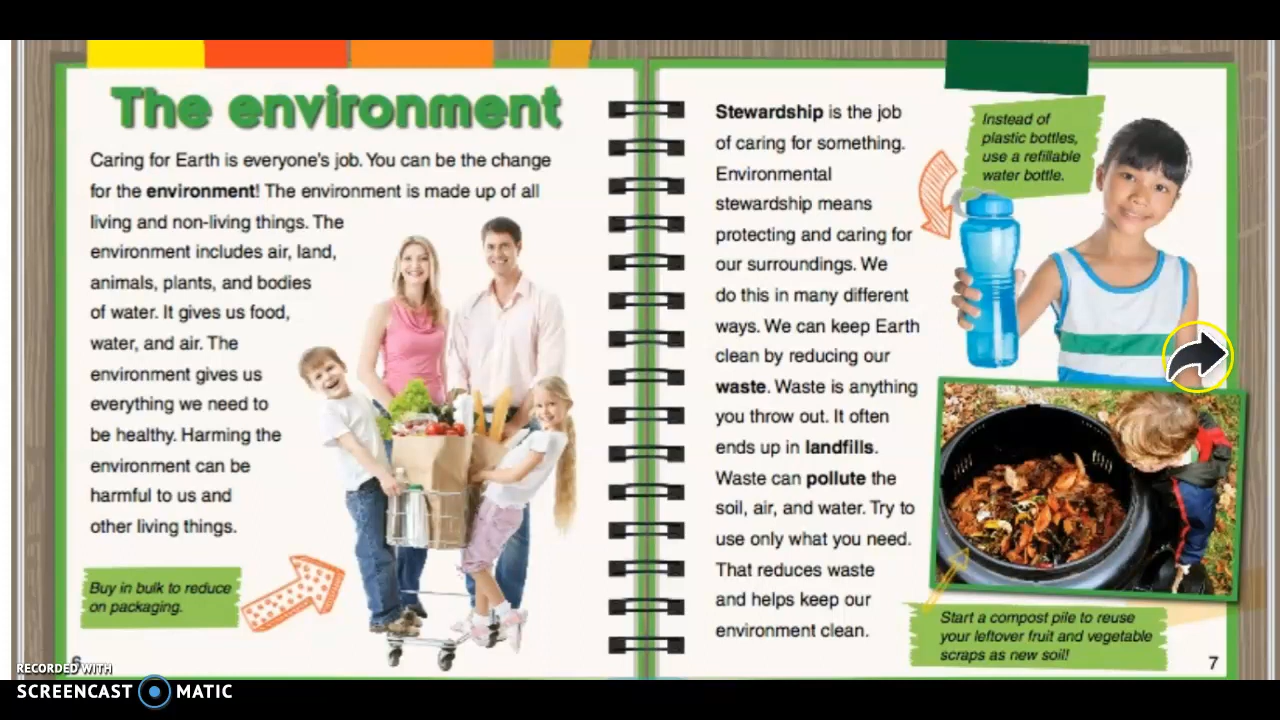 The environment
Caring for Earth is everyone's job. You can be the change
for the environment! The environment is made up of all
living and non-living things. The
environment includes air, land,
animals, plants, and bodies
of water. It gives us food,
water, and air. The
environment gives us
everything we need to
be healthy. Harming the
environment can be
harmful to us and
other living things.
Buy in bulk to reduce
on packaging.
6
Stewardship is the job
of caring for something.
Environmental
stewardship means
protecting and caring for
our surroundings. We
do this in many different
ways. We can keep Earth
clean by reducing our
waste. Waste is anything
you throw out. It often
ends up in landfills.
Waste can pollute the
soil, air, and water. Try to
use only what you need.
That reduces waste
and helps keep our
environment clean.
Instead of
plastic bottles,
use a refillable
water bottle.
Start a compost pile to reuse
your leftover fruit and vegetable
scraps as new soil!
7
RECORDED WITH
SCREENCAST MATIC